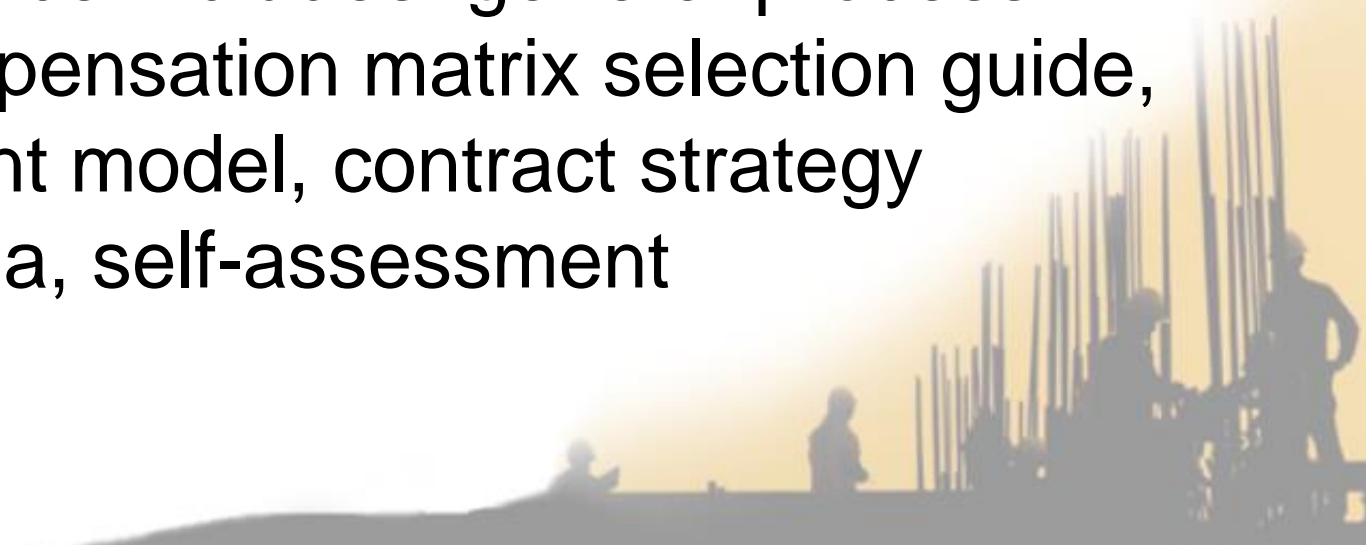 pensation matrix selection guide,
nt model, contract strategy
a, self-assessment